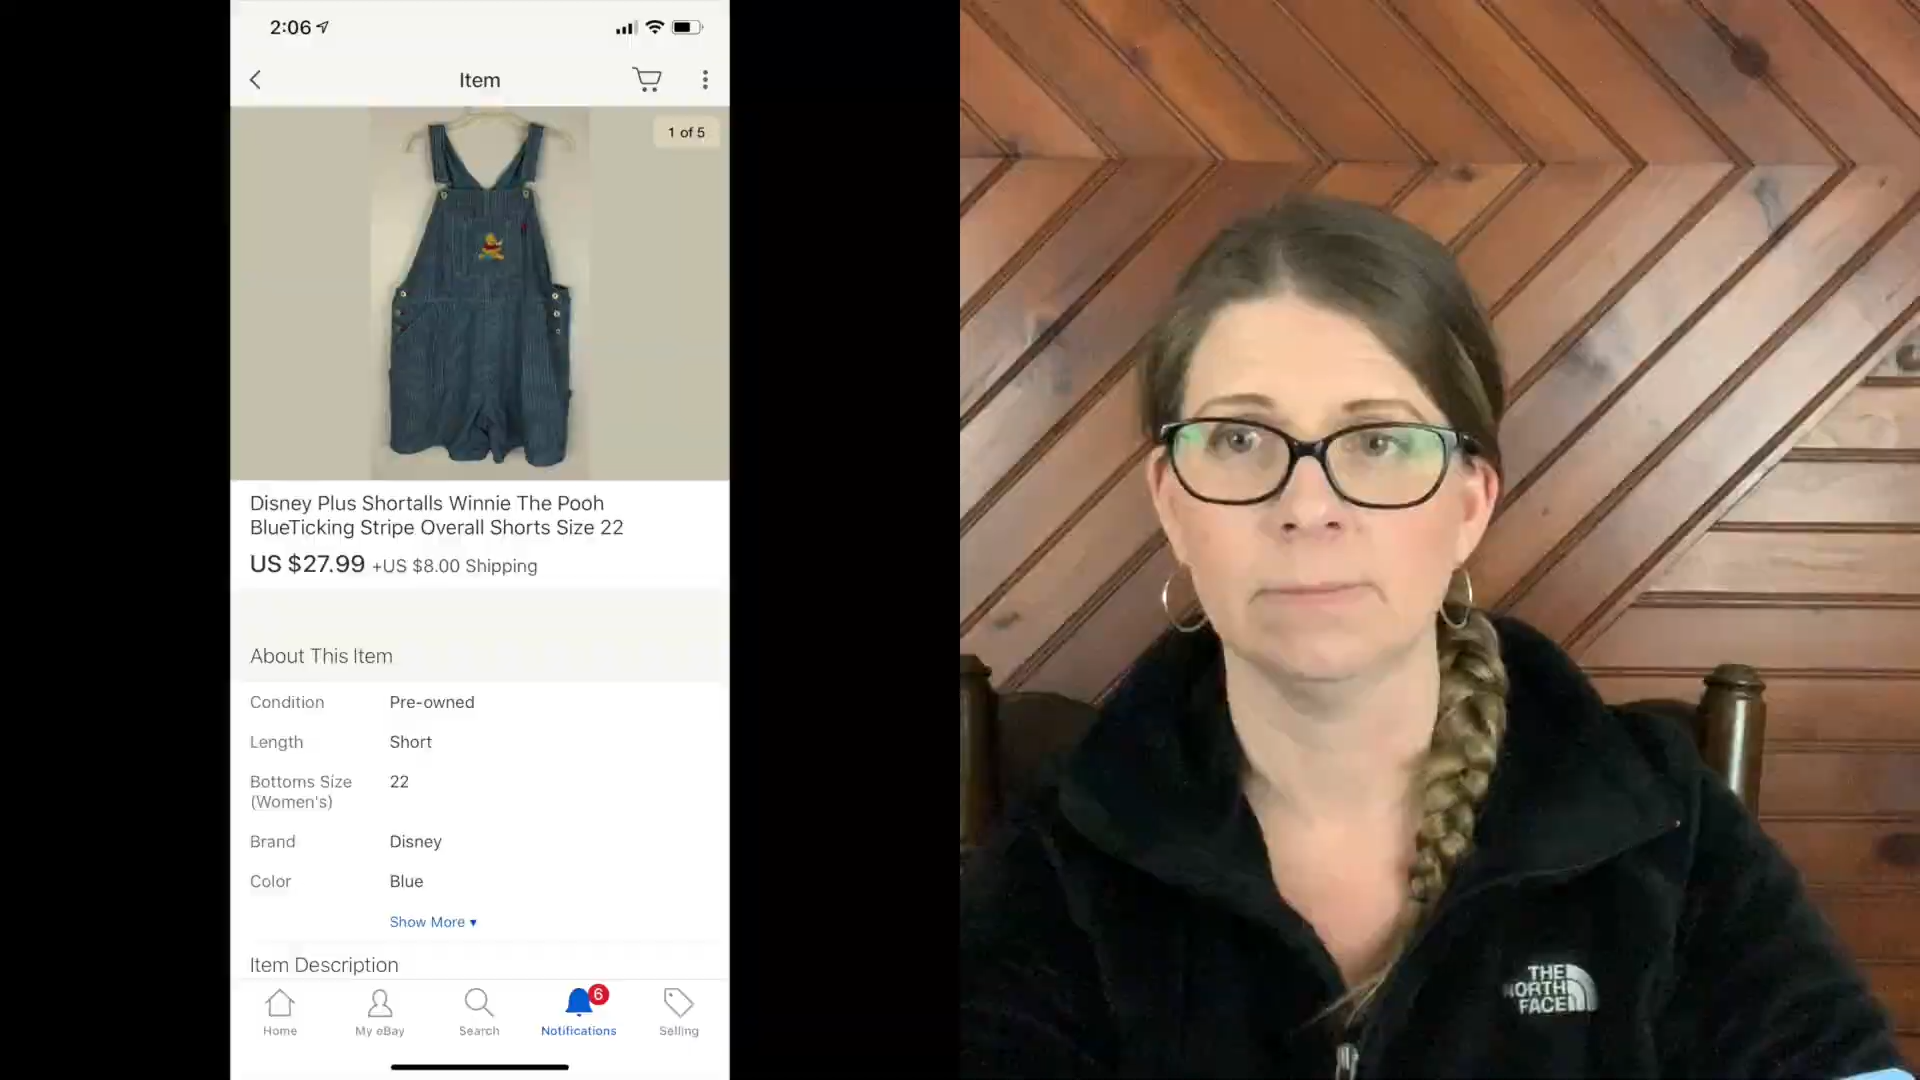 2:06
Item
1 of 5
Disney Plus Shortalls Winnie The Pooh
BlueTicking Stripe Overall Shorts Size 22
US $27.99 +US $8.00 Shipping
About This Item
Condition Pre-owned
Length Short
Bottoms Size 22
(Women's)
Brand Disney
Color Blue
Show More ▾
Item Description
6
Home My eBay Search Notifications Selling
THE
NORTH
FACE